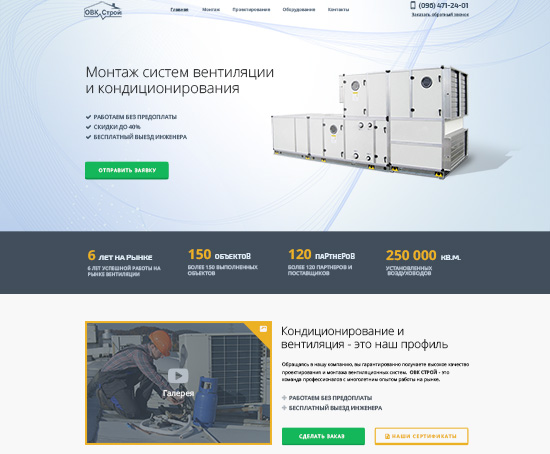 ОВК Строй
Главная Монтаж Проектирования Оборудования Контакты
(096) 471-24-01
Заказать обратный звонок
Монтаж систем вентиляции
и кондиционирования
РАБОТАЕМ БЕЗ ПРЕДОПЛАТЫ
СКИДКИ ДО 40%
БЕСПЛАТНЫЙ ВЫЕЗД ИНЖЕНЕРА
ОТПРАВИТЬ ЗАЯВКУ
6 ЛЕТ НА РЫНКЕ
6 ЛЕТ УСПЕШНОЙ РАБОТЫ НА
РЫНКЕ ВЕНТИЛЯЦИИ
150 ОБЪЕКТОВ
БОЛЕЕ 150 ВЫПОЛНЕННЫХ
ОБЪЕКТОВ
120 ПАРТНЕРОВ
БОЛЕЕ 120 ПАРТНЕРОВ И
ПОСТАВЩИКОВ
250 000 КВ.М.
УСТАНОВЛЕННЫХ
ВОЗДУХОВОДОВ
Галерея
Кондиционирование и
вентиляция - это наш профиль
Обращаясь в нашу компанию, вы гарантированно получаете высокое качество
проектирования и монтажа вентиляционных систем. ОВК СТРОЙ - это
команда профессионалов с многолетним опытом работы на рынке.
РАБОТАЕМ БЕЗ ПРЕДОПЛАТЫ
БЕСПЛАТНЫЙ ВЫЕЗД ИНЖЕНЕРА
СДЕЛАТЬ ЗАКАЗ
НАШИ СЕРТИФИКАТЫ